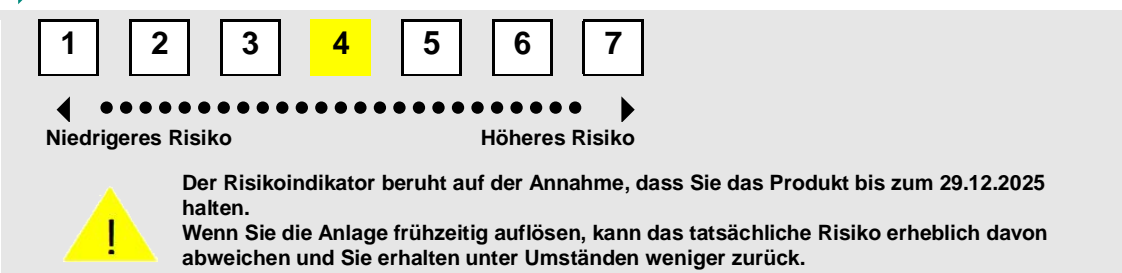 1 2 3 4 5 6 7
Niedrigeres Risiko Höheres Risiko
Der Risikoindikator beruht auf der Annahme, dass Sie das Produkt bis zum 29.12.2025
halten.
Wenn Sie die Anlage frühzeitig auflösen, kann das tatsächliche Risiko erheblich davon
abweichen und Sie erhalten unter Umständen weniger zurück.
!